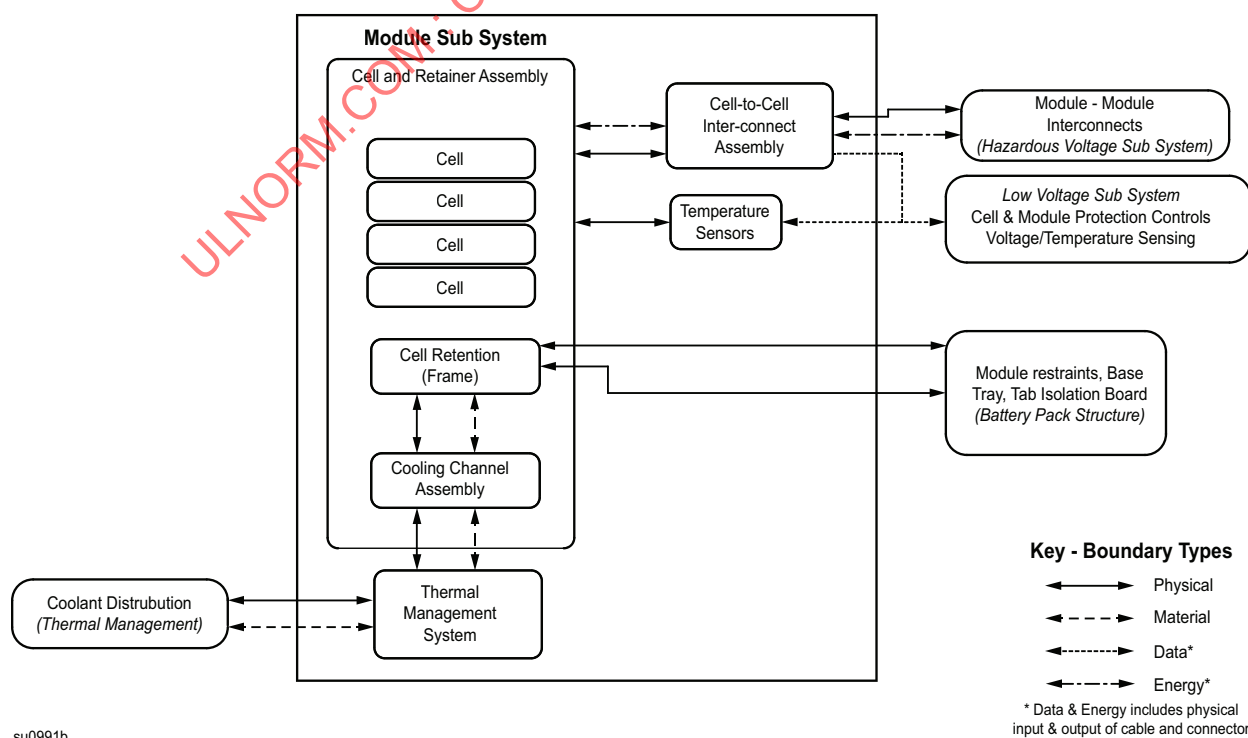 Module Sub System
Cell and Retainer Assembly
Cell
Cell
Cell
Cell
Cell Retention
(Frame)
Cooling Channel
Assembly
Thermal
Management
System
Cell-to-Cell
Inter-connect
Assembly
Temperature
Sensors
Module - Module
Interconnects
(Hazardous Voltage Sub System)
Low Voltage Sub System
Cell & Module Protection Controls
Voltage/Temperature Sensing
Module restraints, Base
Tray, Tab Isolation Board
(Battery Pack Structure)
Coolant Distrubution
(Thermal Management)
Key - Boundary Types
Physical
Material
Data*
Energy*
* Data & Energy includes physical
input & output of cable and connector
su0991b
ULNORM.COM :